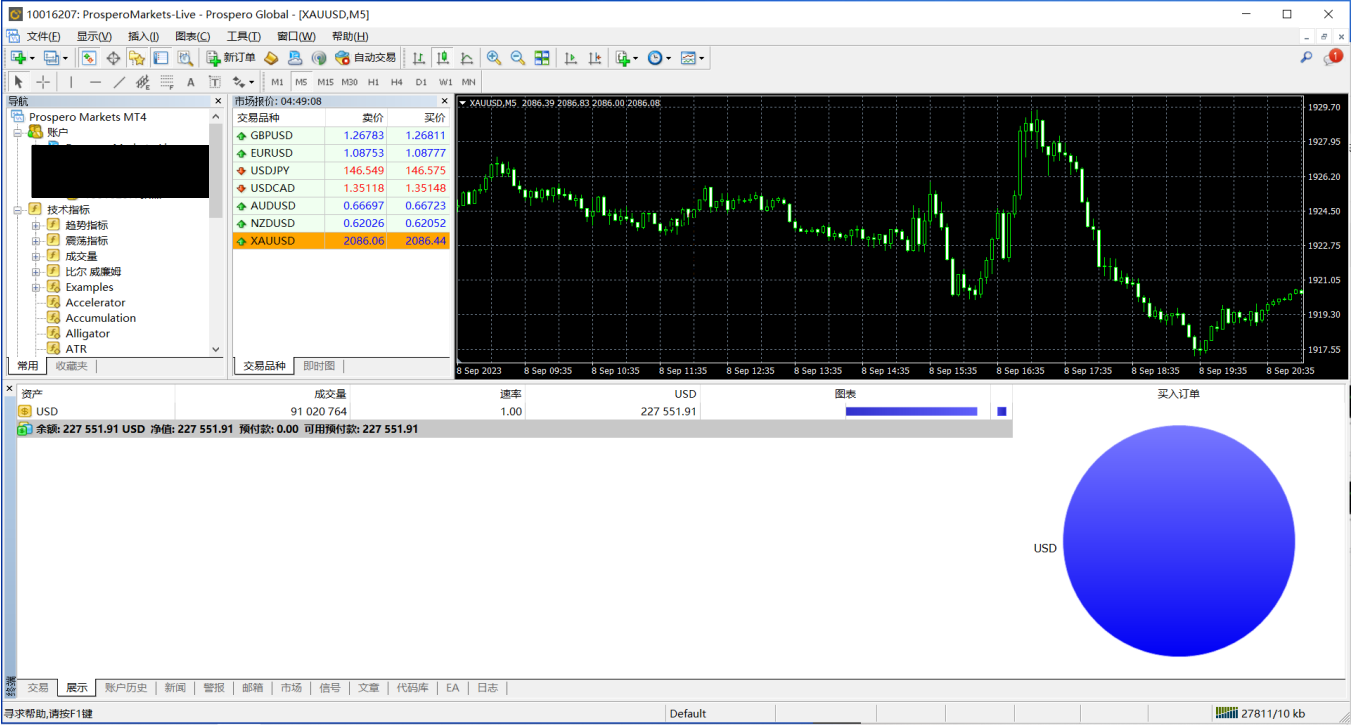 10016207: ProsperoMarkets-Live - Prospero Global - [XAUUSD,M5]
文件(F) 显示(V) 插入(I) 图表(C) 工具(T) 窗口(W) 帮助(H)
新订单 自动交易 1
A T M1 M5 M15 M30 H1 H4 D1 W1 MN
导航
Prospero Markets MT4
账户
技术指标
趋势指标
震荡指标
成交量
比尔 威廉姆
Examples
Accelerator
Accumulation
Alligator
ATR
常用 收藏夹
市场报价: 04:49:08
交易品种 卖价 买价
GBPUSD 1.26783 1.26811
EURUSD 1.08753 1.08777
USDJPY 146.549 146.575
USDCAD 1.35118 1.35148
AUDUSD 0.66697 0.66723
NZDUSD 0.62026 0.62052
XAUUSD 2086.06 2086.44
交易品种 即时图
XAUUSD,M5 2086.39 2086.83 2086.00 2086.08
1929.70
1927.95
1926.20
1924.50
1922.75
1921.05
1919.30
1917.55
8 Sep 2023 8 Sep 09:35 8 Sep 10:35 8 Sep 11:35 8 Sep 12:35 8 Sep 13:35 8 Sep 14:35 8 Sep 15:35 8 Sep 16:35 8 Sep 17:35 8 Sep 18:35 8 Sep 19:35 8 Sep 20:35
资产 成交量 速率 USD 图表
USD 91 020 764 1.00 227 551.91
余额: 227 551.91 USD 净值: 227 551.91 预付款: 0.00 可用预付款: 227 551.91
买入订单
USD
交易 展示 账户历史 新闻 警报 邮箱 市场 信号 文章 代码库 EA 日志
寻求帮助,请按F1键 Default 27811/10 kb